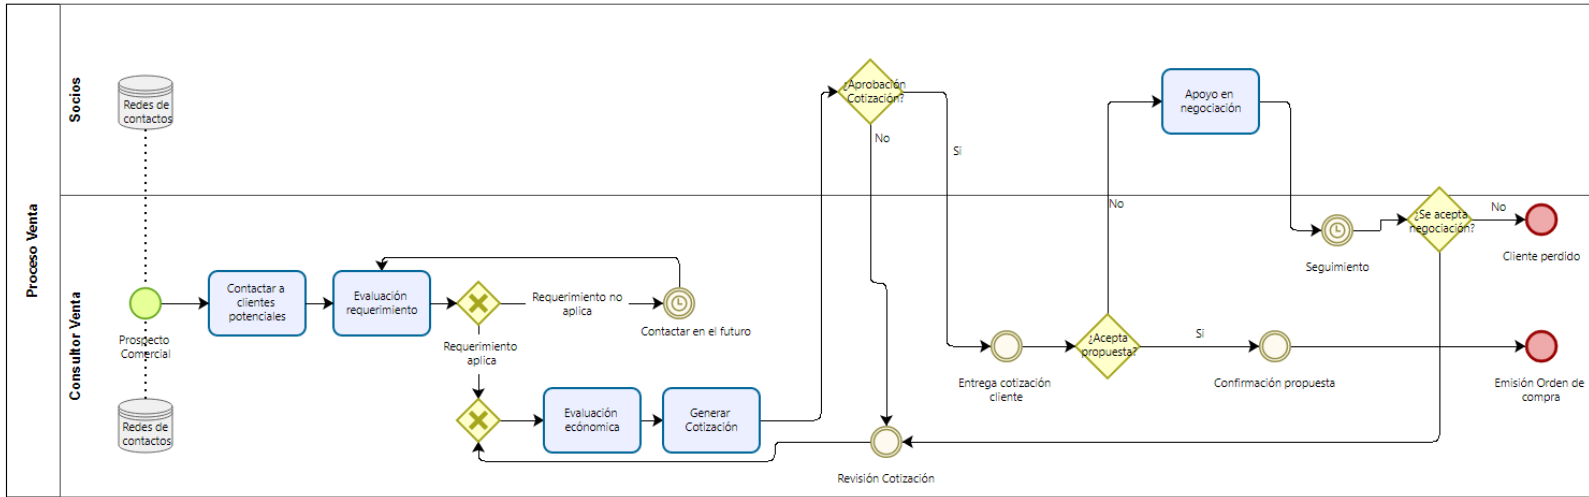 Proceso Venta
Socios
Redes de
contactos
¿Aprobación
Cotización?
No
Si
Apoyo en
negociación
Consultor Venta
Prospecto
Comercial
Redes de
contactos
Contactar a
clientes
potenciales
Evaluación
requerimiento
Requerimiento no
aplica
Contactar en el futuro
Requerimiento
aplica
Evaluación
ecónomica
Generar
Cotización
Revisión Cotización
Entrega cotización
cliente
¿Acepta
propuesta?
No
Si
Confirmación propuesta
Seguimiento
¿Se acepta
negociación?
No
Cliente perdido
Emisión Orden de
compra